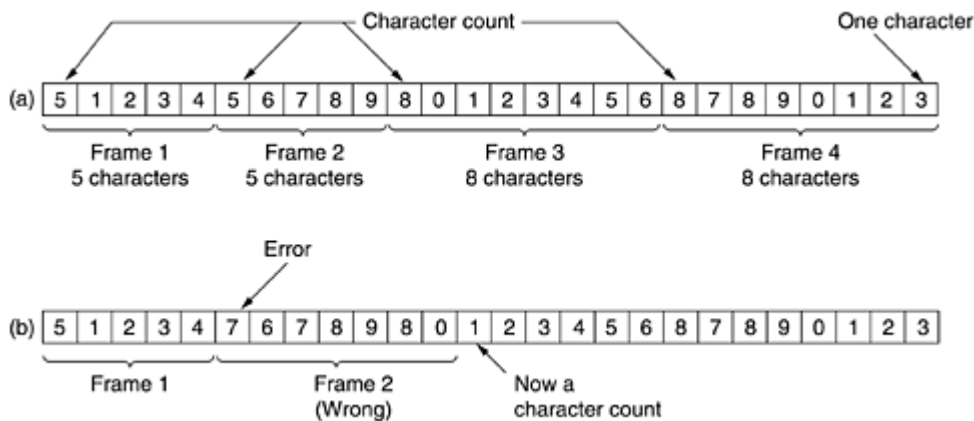 Character count
One character
(a) 5 1 2 3 4 5 6 7 8 9 8 0 1 2 3 4 5 6 8 7 8 9 0 1 2 3
Frame 1 Frame 2 Frame 3 Frame 4
5 characters 5 characters 8 characters 8 characters
Error
(b) 5 1 2 3 4 7 6 7 8 9 8 0 1 2 3 4 5 6 8 7 8 9 0 1 2 3
Frame 1 Frame 2 Now a
(Wrong) character count